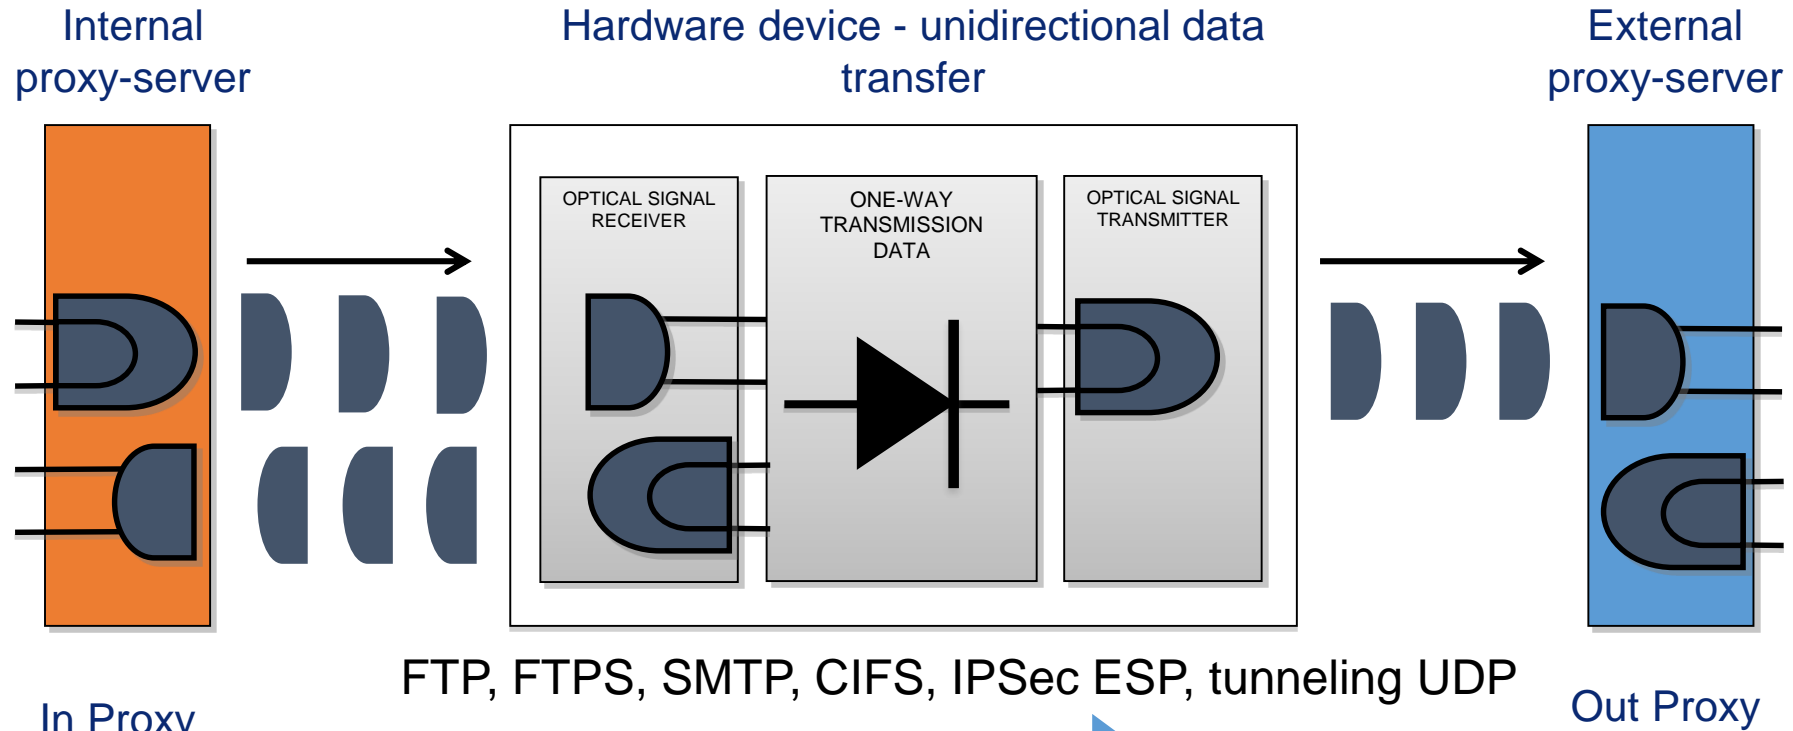 Internal
proxy-server
Hardware device - unidirectional data
transfer
External
proxy-server
OPTICAL SIGNAL
RECEIVER
ONE-WAY
TRANSMISSION
DATA
OPTICAL SIGNAL
TRANSMITTER
FTP, FTPS, SMTP, CIFS, IPSec ESP, tunneling UDP
In Proxy
Out Proxy